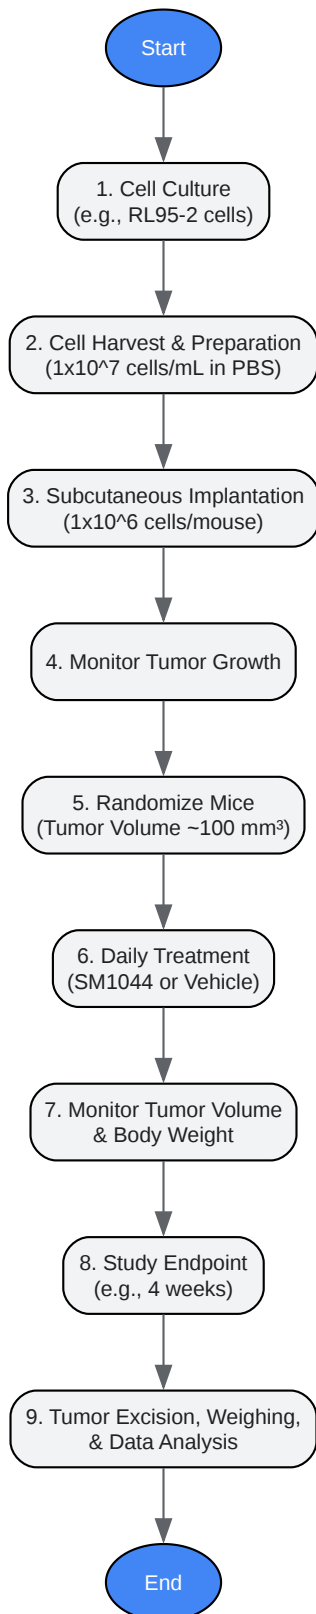 Start
1. Cell Culture
(e.g., RL95-2 cells)
2. Cell Harvest & Preparation
(1x10^7 cells/mL in PBS)
3. Subcutaneous Implantation
(1x10^6 cells/mouse)
4. Monitor Tumor Growth
5. Randomize Mice
(Tumor Volume ~100 mm³)
6. Daily Treatment
(SM1044 or Vehicle)
7. Monitor Tumor Volume
& Body Weight
8. Study Endpoint
(e.g., 4 weeks)
9. Tumor Excision, Weighing,
& Data Analysis
End